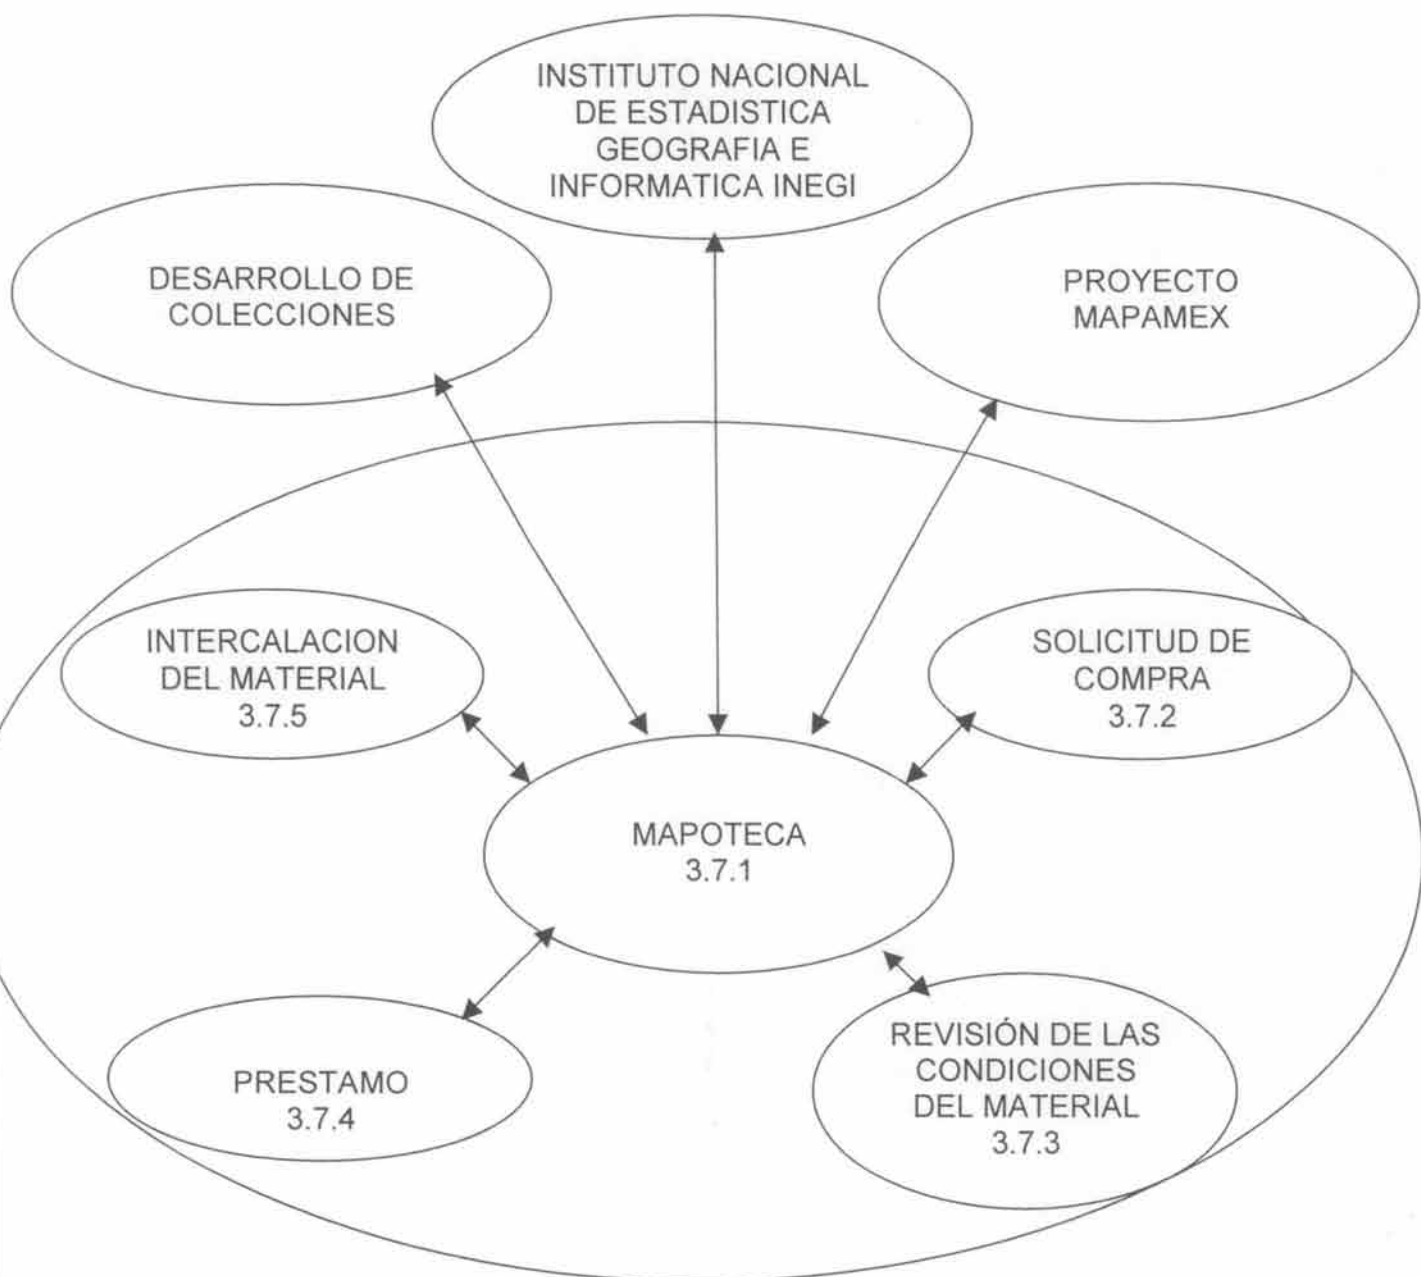 INSTITUTO NACIONAL
DE ESTADISTICA
GEOGRAFIA E
INFORMATICA INEGI
DESARROLLO DE
COLECCIONES
PROYECTO
MAPAMEX
INTERCALACION
DEL MATERIAL
3.7.5
SOLICITUD DE
COMPRA
3.7.2
MAPOTECA
3.7.1
PRESTAMO
3.7.4
REVISIÓN DE LAS
CONDICIONES
DEL MATERIAL
3.7.3